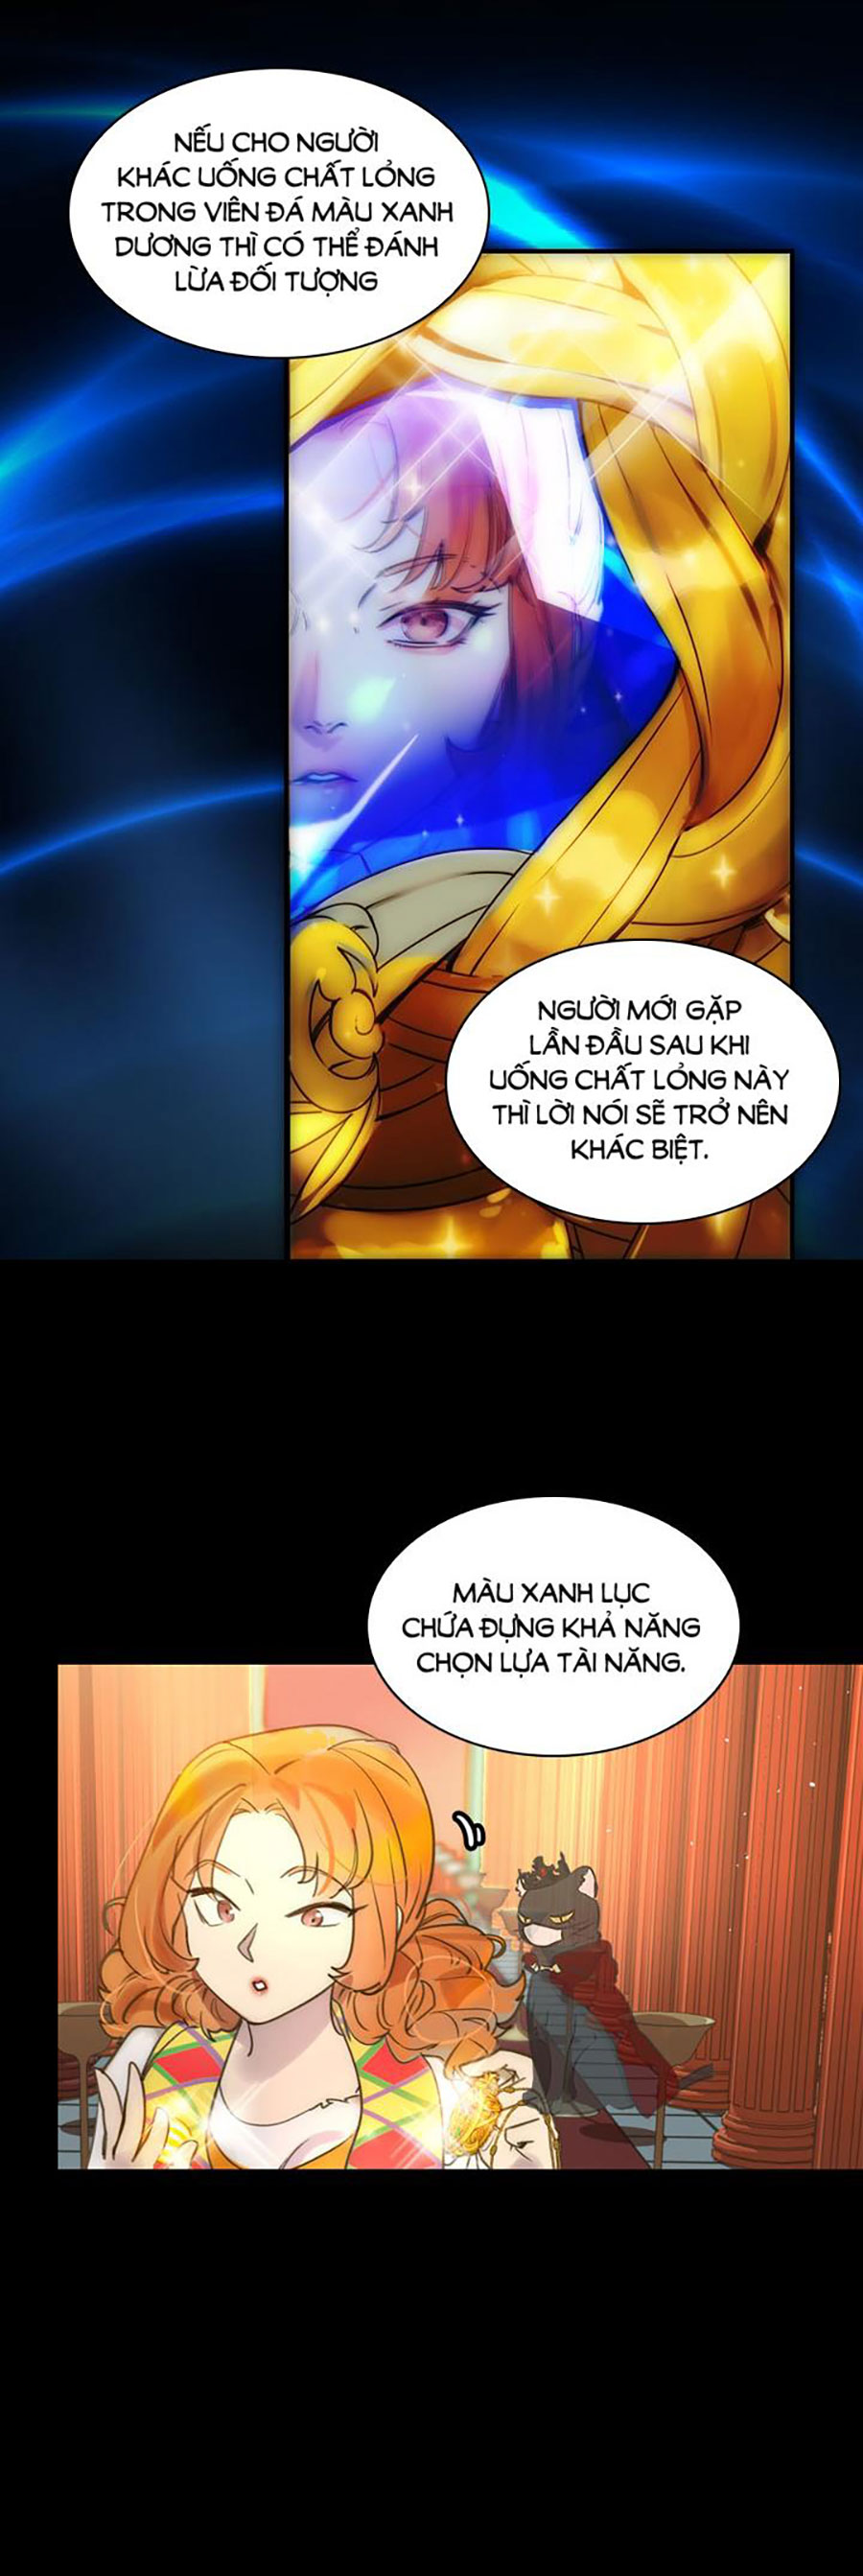 NẾU CHO NGƯỜI
KHÁC UỐNG CHẤT LỎNG
TRONG VIÊN ĐÁ MÀU XANH
DƯƠNG THÌ CÓ THỂ ĐÁNH
LỪA ĐỐI TƯỢNG
NGƯỜI MỚI GẶP
LẦN ĐẦU SAU KHI
UỐNG CHẤT LỎNG NÀY
THÌ LỜI NÓI SẼ TRỞ NÊN
KHÁC BIỆT.
MÀU XANH LỤC
CHỨA ĐỰNG KHẢ NĂNG
CHỌN LỰA TÀI NĂNG.